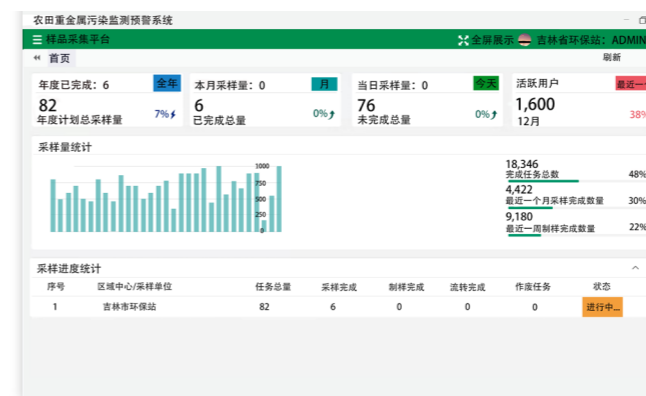 农田重金属污染监测预警系统
样品采集平台 全屏展示 吉林省环保站：ADMIN
首页 刷新
年度已完成：6 全年 本月采样量：0 月 当日采样量：0 今天 活跃用户 最近一
82 6 76 1,600
年度计划总采样量 7% 已完成总量 0% 未完成总量 0% 12月 38%
采样量统计
1000
750
500
250
0
18,346
完成任务总数 48%
4,422
最近一个月采样完成数量 30%
9,180
最近一周制样完成数量 22%
采样进度统计
序号 区域中心/采样单位 任务总量 采样完成 制样完成 流转完成 作废任务 状态
1 吉林市环保站 82 6 0 0 0 进行中...